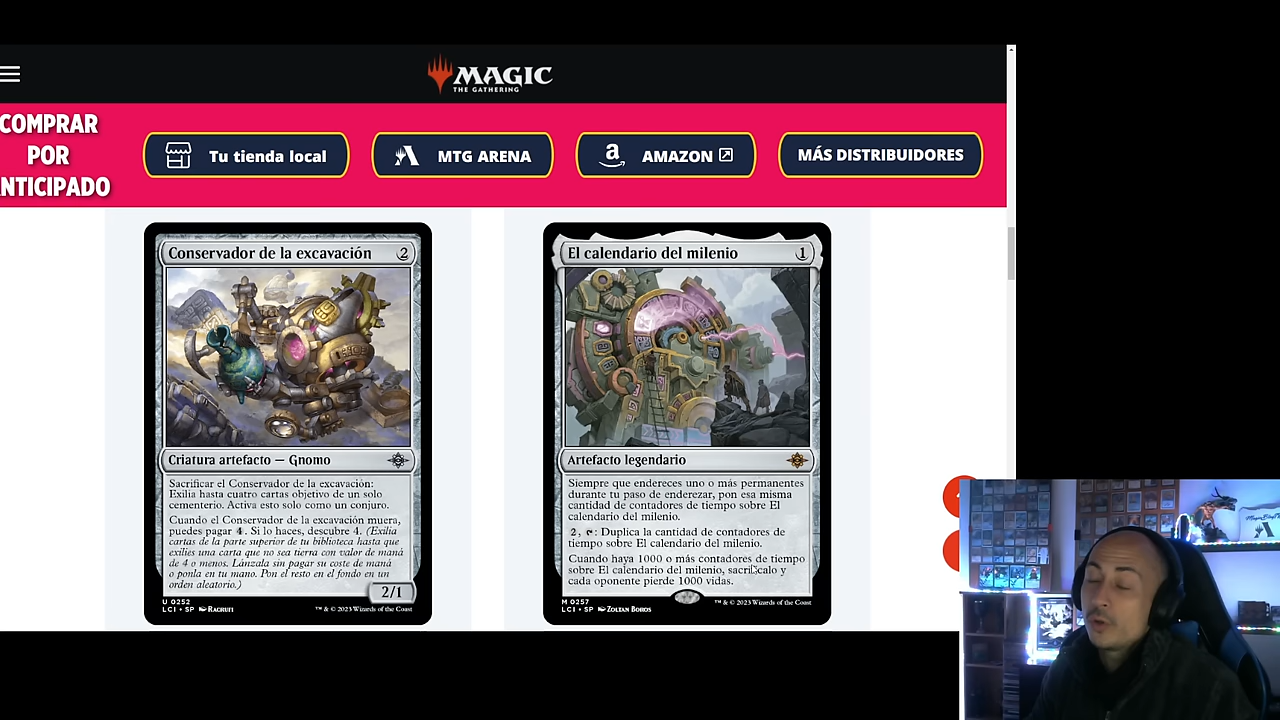 MAGIC
THE GATHERING
COMPRAR
POR
NTICIPADO
Tu tienda local
MTG ARENA
AMAZON
MÁS DISTRIBUIDORES
Conservador de la excavación 2
Criatura artefacto — Gnomo
Sacrificar el Conservador de la excavación:
Exilia hasta cuatro cartas objetivo de un solo
cementerio. Activa esto solo como un conjuro.
Cuando el Conservador de la excavación muera,
puedes pagar 4. Si lo haces, descubre 4. (Exilia
cartas de la parte superior de tu biblioteca hasta que
exilies una carta que no sea tierra con valor de maná
de 4 o menos. Lánzala sin pagar su coste de maná
o ponla en tu mano. Pon el resto en el fondo en un
orden aleatorio.)
2/1
U 0252
LCI • SP Raghufi
™ & © 2023 Wizards of the Coast
El calendario del milenio 1
Artefacto legendario
Siempre que endereces uno o más permanentes
durante tu paso de enderezar, pon esa misma
cantidad de contadores de tiempo sobre El
calendario del milenio.
2, : Duplica la cantidad de contadores de
tiempo sobre El calendario del milenio.
Cuando haya 1000 o más contadores de tiempo
sobre El calendario del milenio, sacrifícalo y
cada oponente pierde 1000 vidas.
M 0257
LCI • SP Zoltan Boros
™ & © 2023 Wizards of the Coast